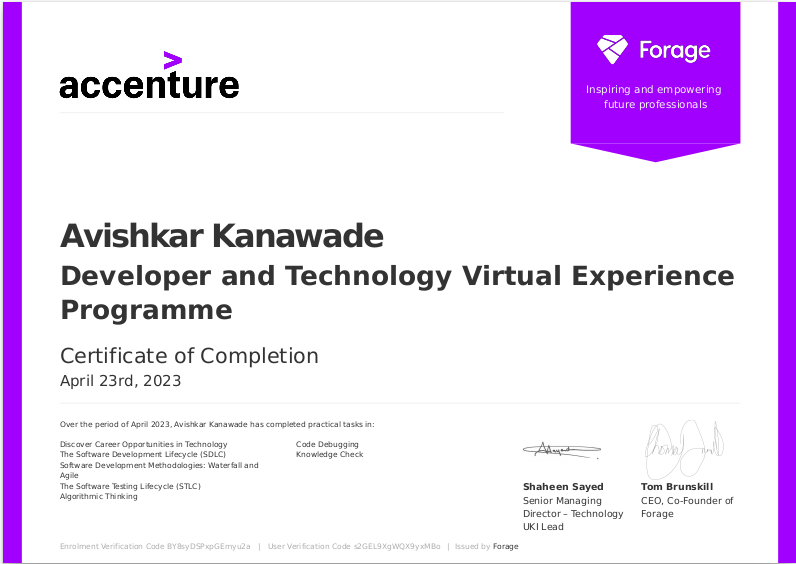 accenture
Forage
Inspiring and empowering
future professionals
Avishkar Kanawade
Developer and Technology Virtual Experience
Programme
Certificate of Completion
April 23rd, 2023
Over the period of April 2023, Avishkar Kanawade has completed practical tasks in:
Discover Career Opportunities in Technology
The Software Development Lifecycle (SDLC)
Software Development Methodologies: Waterfall and
Agile
The Software Testing Lifecycle (STLC)
Algorithmic Thinking
Code Debugging
Knowledge Check
Shaheen Sayed
Senior Managing
Director – Technology
UKI Lead
Tom Brunskill
CEO, Co-Founder of
Forage
Enrolment Verification Code BYBsyDSPxpGEmyu2a | User Verification Code s2GEL9XgWQX9yxMBo | Issued by Forage